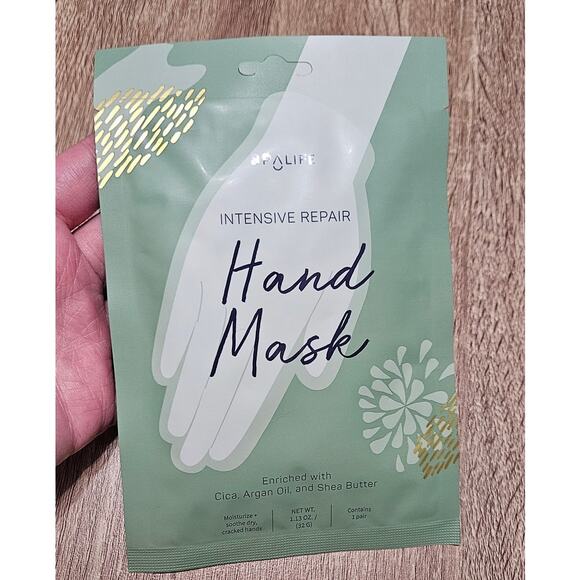 SPALIFE
INTENSIVE REPAIR
Hand
Mask
Enriched with
Cica, Argan Oil, and Shea Butter
Moisturize +
soothe dry,
cracked hands
NET WT.
1.13 OZ. /
(32 G)
Contains
1 pair